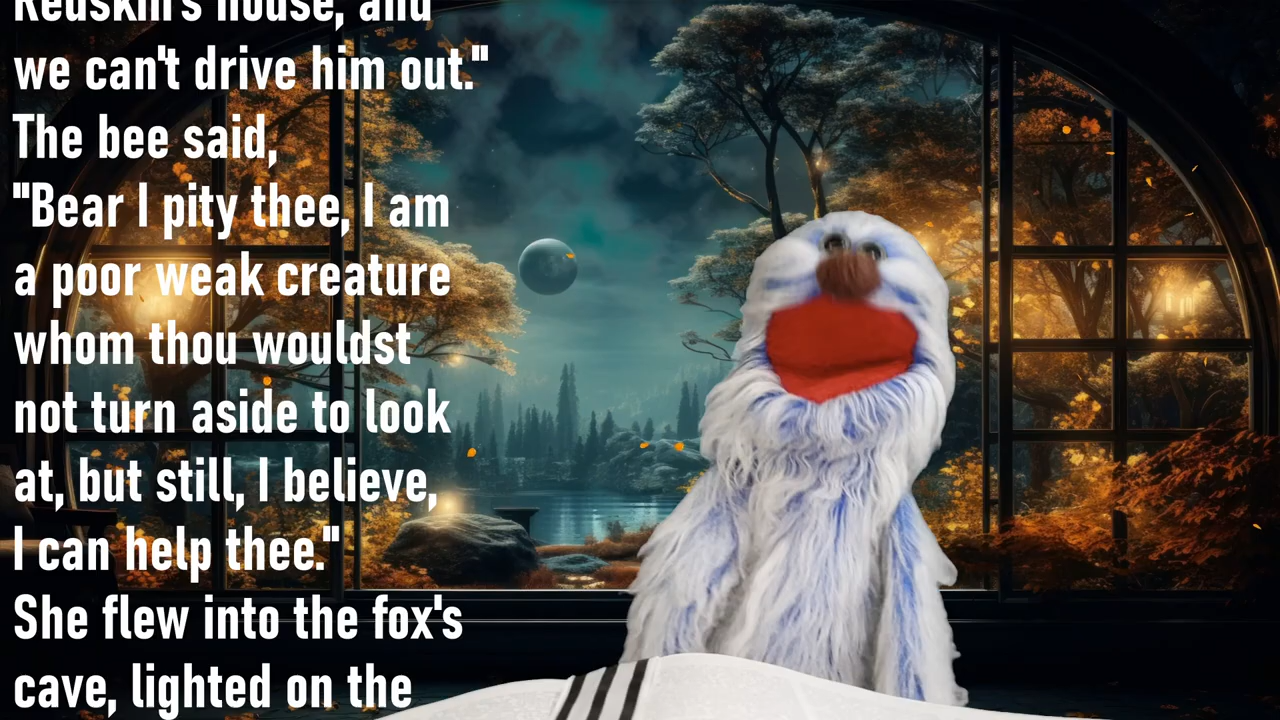 Redskin's house, and
we can't drive him out."
The bee said,
"Bear I pity thee, I am
a poor weak creature
whom thou wouldst
not turn aside to look
at, but still, I believe,
I can help thee."
She flew into the fox's
cave, lighted on the